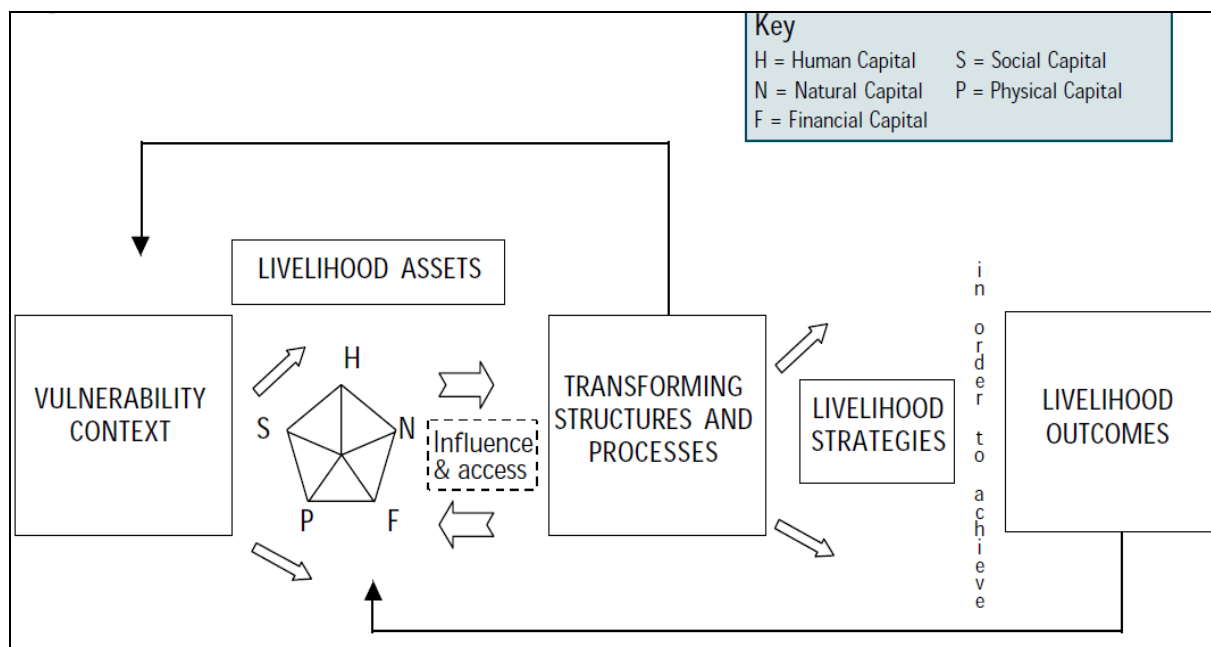 Key
H = Human Capital S = Social Capital
N = Natural Capital P = Physical Capital
F = Financial Capital
LIVELIHOOD ASSETS
VULNERABILITY
CONTEXT
H
S
N
P
F
Influence
& access
TRANSFORMING
STRUCTURES AND
PROCESSES
LIVELIHOOD
STRATEGIES
in order to achieve
LIVELIHOOD
OUTCOMES